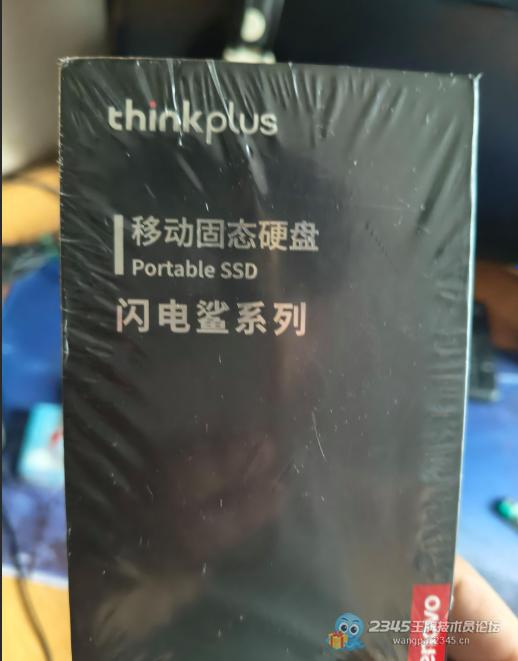 thinkplus
移动固态硬盘
Portable SSD
闪电鲨系列
2345王牌技术员论坛